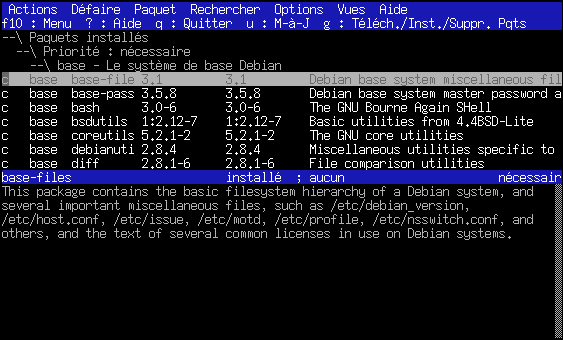 Actions Défaire Paquet Rechercher Options Vues Aide
f10 : Menu ? : Aide q : Quitter u : M-à-J g : Téléch./Inst./Suppr. Pqts
--\ Paquets installés
--\ Priorité : nécessaire
--\ base - Le système de base Debian
c base base-file 3.1 3.1 Debian base system miscellaneous fil
c base base-pass 3.5.8 3.5.8 Debian base system master password a
c base bash 3.0-6 3.0-6 The GNU Bourne Again SHell
c base bsdutils 1:2.12-7 1:2.12-7 Basic utilities from 4.4BSD-Lite
c base coreutils 5.2.1-2 5.2.1-2 The GNU core utilities
c base debianuti 2.8.4 2.8.4 Miscellaneous utilities specific to
c base diff 2.8.1-6 2.8.1-6 File comparison utilities
base-files installé ; aucun nécessair
This package contains the basic filesystem hierarchy of a Debian system, and
several important miscellaneous files, such as /etc/debian_version,
/etc/host.conf, /etc/issue, /etc/motd, /etc/profile, /etc/nsswitch.conf, and
others, and the text of several common licenses in use on Debian systems.